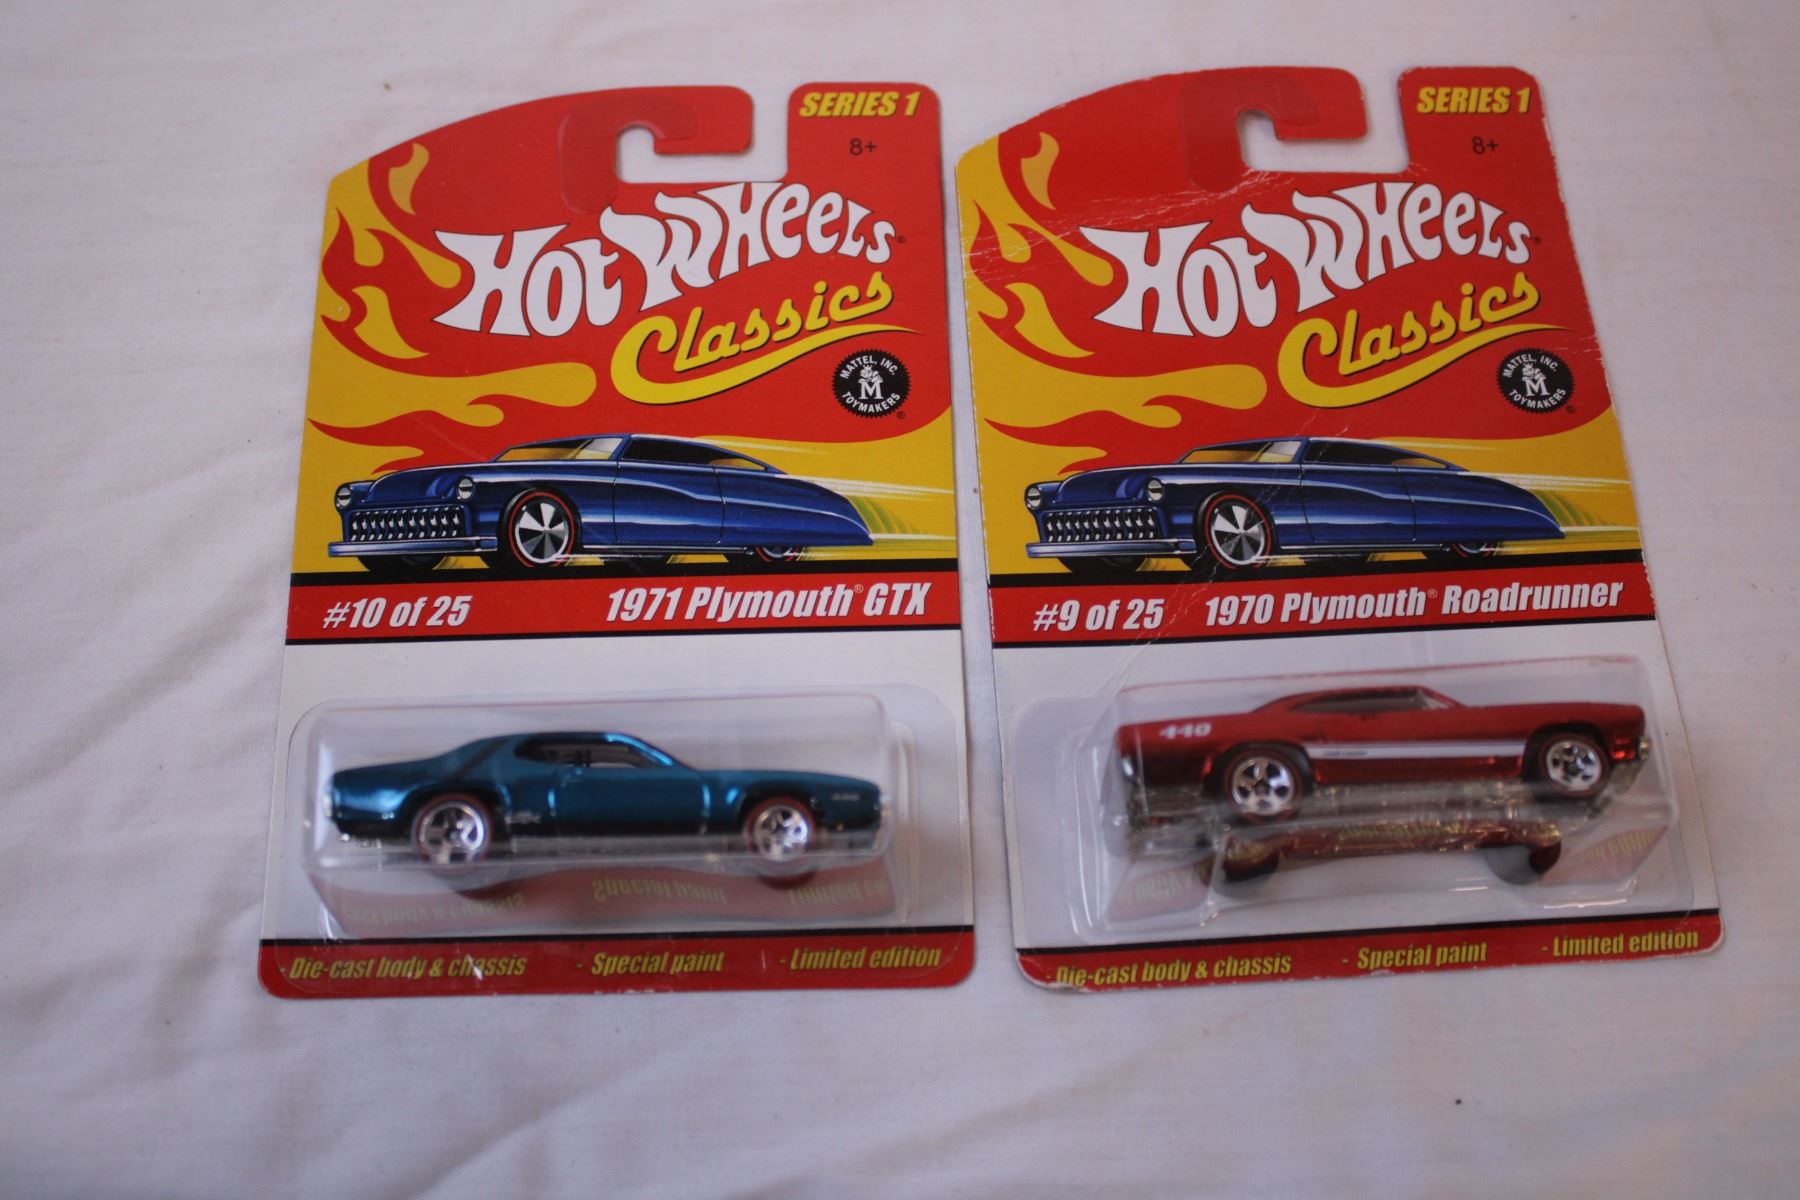 SERIES 1
8+
Hot Wheels®
Classics
MATTEL, INC.
M
TOYMAKERS®
#10 of 25 1971 Plymouth® GTX
- Die-cast body & chassis - Special paint - Limited edition
SERIES 1
8+
Hot Wheels®
Classics
MATTEL, INC.
M
TOYMAKERS®
#9 of 25 1970 Plymouth® Roadrunner
440
- Die-cast body & chassis - Special paint - Limited edition